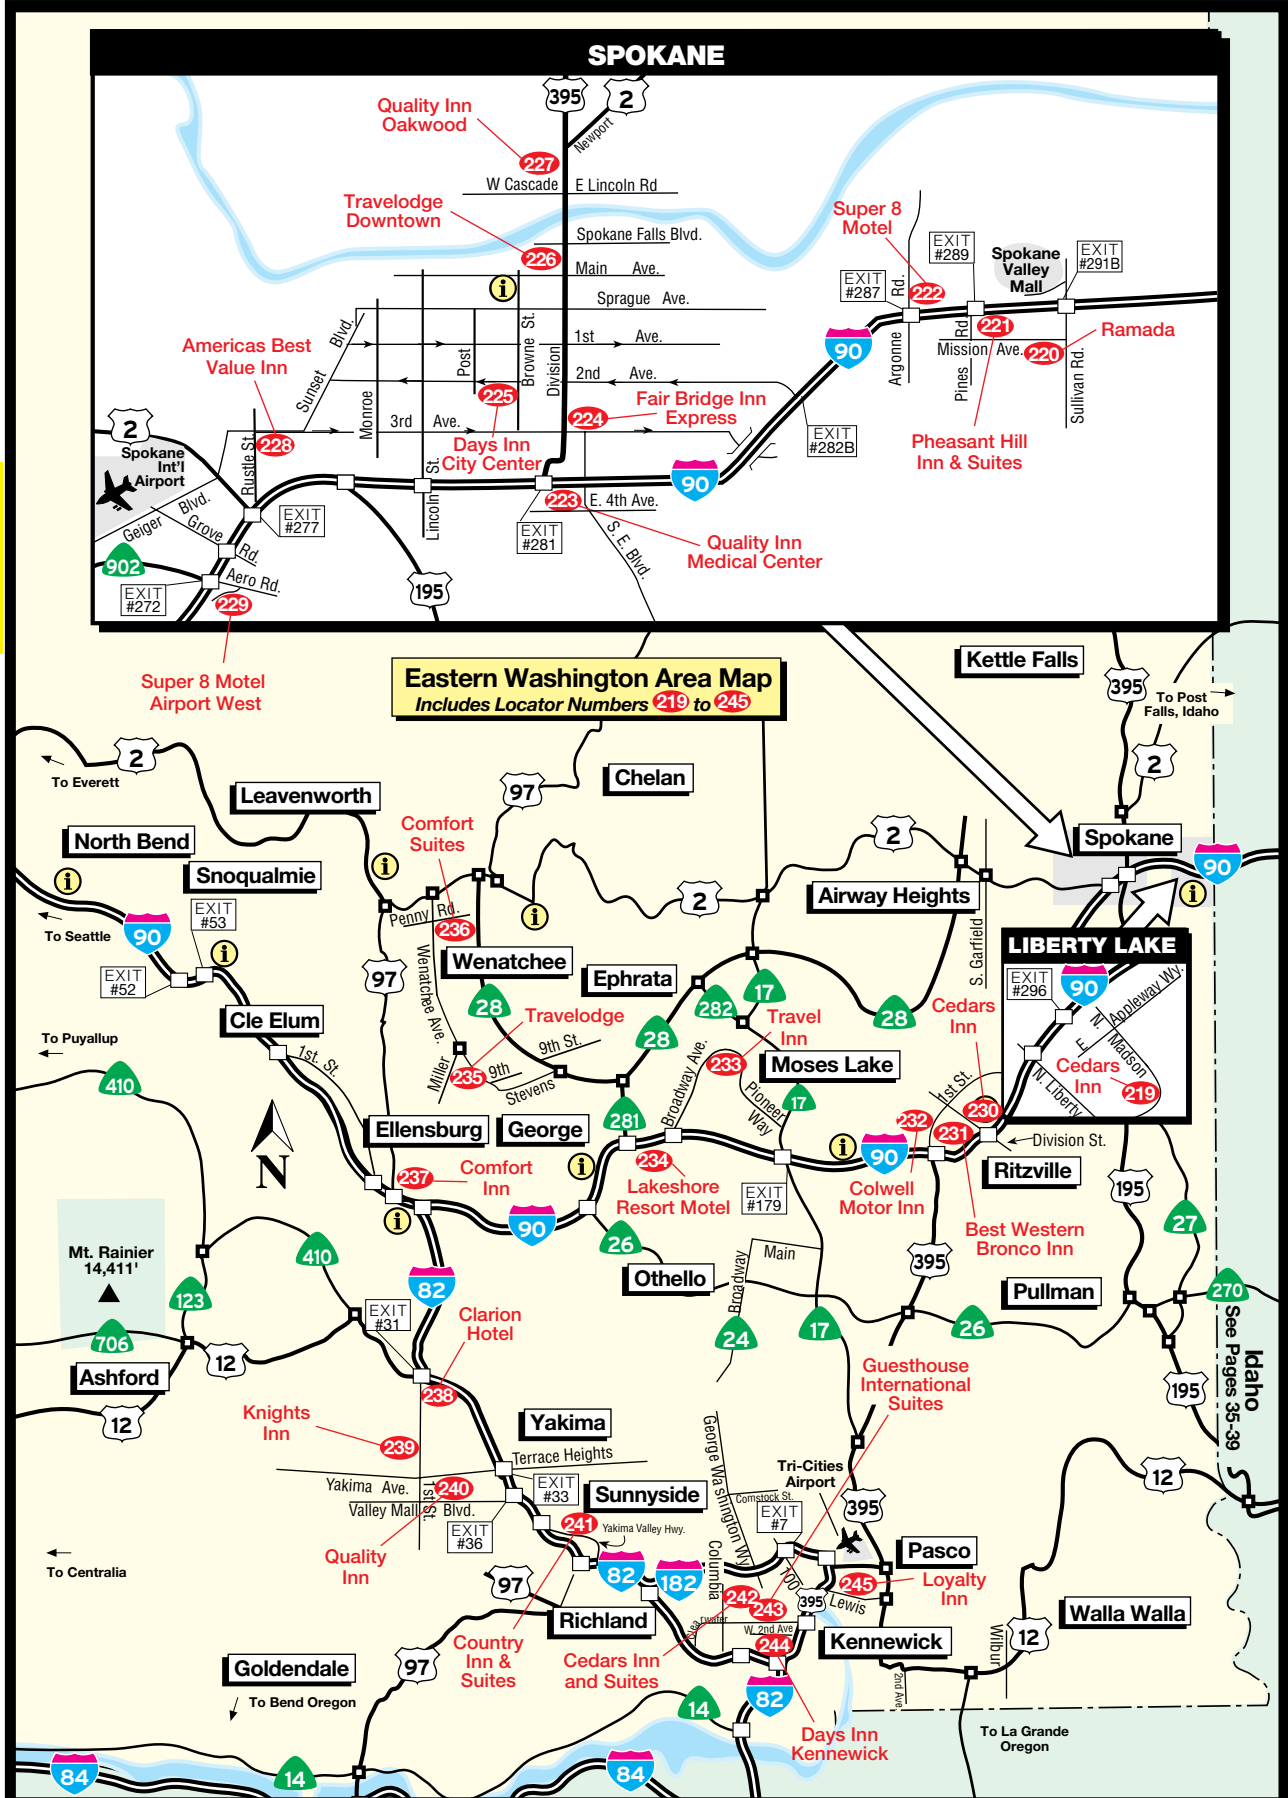 SPOKANE
395
2
Newport
Quality Inn
Oakwood
227
W Cascade
E Lincoln Rd
Travelodge
Downtown
226
Spokane Falls Blvd.
Main Ave.
i
Sprague Ave.
Super 8
Motel
222
EXIT
#287
EXIT
#289
Spokane
Valley
Mall
EXIT
#291B
Argonne Rd.
Pines Rd
221
Mission Ave.
220
Ramada
Sullivan Rd.
Pheasant Hill
Inn & Suites
90
1st Ave.
2nd Ave.
Americas Best
Value Inn
Sunset Blvd.
Monroe
Post
Browne St.
Division
225
224
Fair Bridge Inn
Express
3rd Ave.
Days Inn
City Center
EXIT
#282B
2
Spokane
Int'l
Airport
Rustle St.
228
Lincoln St.
90
Geiger Blvd.
Grove Rd.
EXIT
#277
EXIT
#281
223
E. 4th Ave.
S. E. Blvd.
Quality Inn
Medical Center
902
Aero Rd.
EXIT
#272
229
195
Super 8 Motel
Airport West
Eastern Washington Area Map
Includes Locator Numbers 219 to 245
Kettle Falls
395
To Post
Falls, Idaho
2
2
To Everett
Leavenworth
97
Chelan
North Bend
Snoqualmie
Comfort
Suites
i
i
2
Spokane
90
i
Airway Heights
To Seattle
90
EXIT
#53
EXIT
#52
i
Penny Rd.
236
i
2
Wenatchee
Ephrata
S. Garfield
LIBERTY LAKE
EXIT
#296
90
Appleway Wy.
E.
N. Madson
N. Liberty
Cedars
Inn
219
97
Wenatchee Ave.
28
282
17
28
Cedars
Inn
Cle Elum
To Puyallup
410
1st. St.
Travelodge
9th St.
28
Travel
Inn
Miller
235
9th
Stevens
Broadway Ave.
233
Moses Lake
Pioneer
Way
17
1st St.
230
232
231
Division St.
N
Ellensburg
George
281
i
90
Ritzville
237
Comfort
Inn
i
234
Lakeshore
Resort Motel
EXIT
#179
Colwell
Motor Inn
Best Western
Bronco Inn
195
27
i
90
26
Mt. Rainier
14,411'
410
123
706
Ashford
12
12
82
EXIT
#31
Clarion
Hotel
Othello
Main
Broadway
395
Pullman
270
24
17
26
Idaho
See Pages 35-39
195
238
Knights
Inn
239
Yakima
Guesthouse
International
Suites
Terrace Heights
Yakima Ave.
1st St.
240
Valley Mall Blvd.
EXIT
#33
EXIT
#36
Sunnyside
241
Yakima Valley Hwy.
George Washington Wy.
Comstock St.
Tri-Cities
Airport
EXIT
#7
395
12
Quality
Inn
To Centralia
97
82
182
Columbia
100
Pasco
245
Loyalty
Inn
Lewis
395
242
243
W. 2nd Ave
244
Richland
Country
Inn &
Suites
Cedars Inn
and Suites
Kennewick
2nd Ave
Walla Walla
Wilbur
12
Goldendale
97
To Bend Oregon
14
82
Days Inn
Kennewick
To La Grande
Oregon
84
14
84